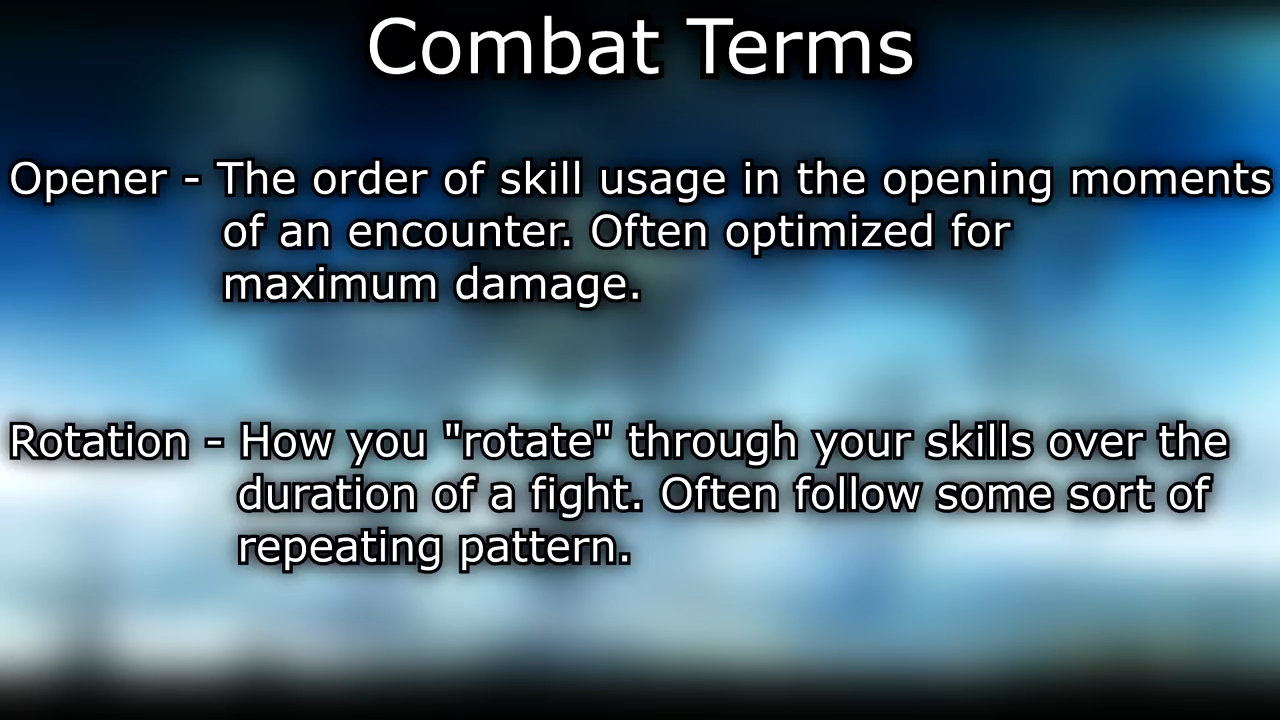 Combat Terms
Opener - The order of skill usage in the opening moments
of an encounter. Often optimized for
maximum damage.
Rotation - How you "rotate" through your skills over the
duration of a fight. Often follow some sort of
repeating pattern.